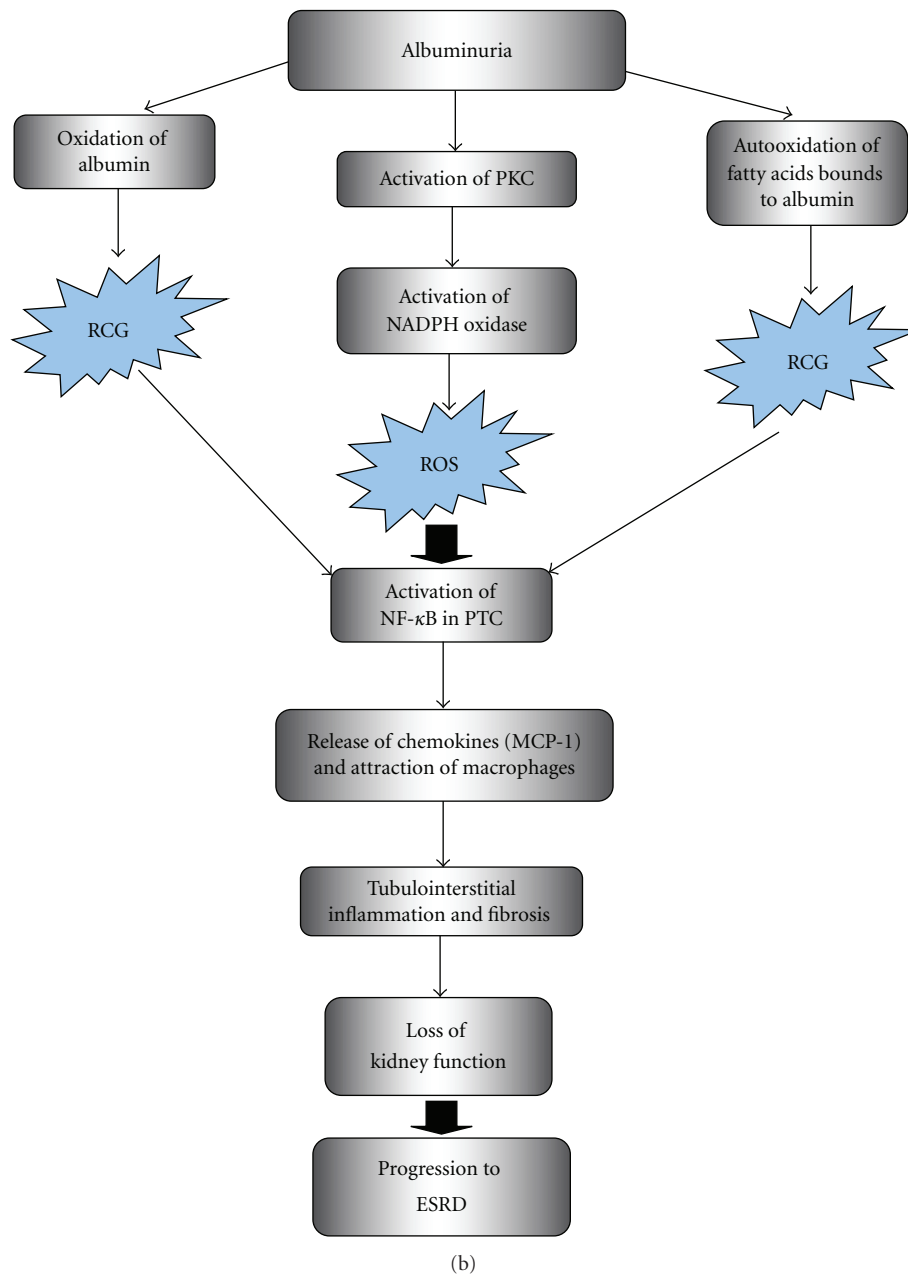 Albuminuria
Oxidation of
albumin
Activation of PKC
Autooxidation of
fatty acids bounds
to albumin
Activation of
NADPH oxidase
RCG
RCG
ROS
Activation of
NF-κB in PTC
Release of chemokines (MCP-1)
and attraction of macrophages
Tubulointerstitial
inflammation and fibrosis
Loss of
kidney function
Progression to
ESRD
(b)